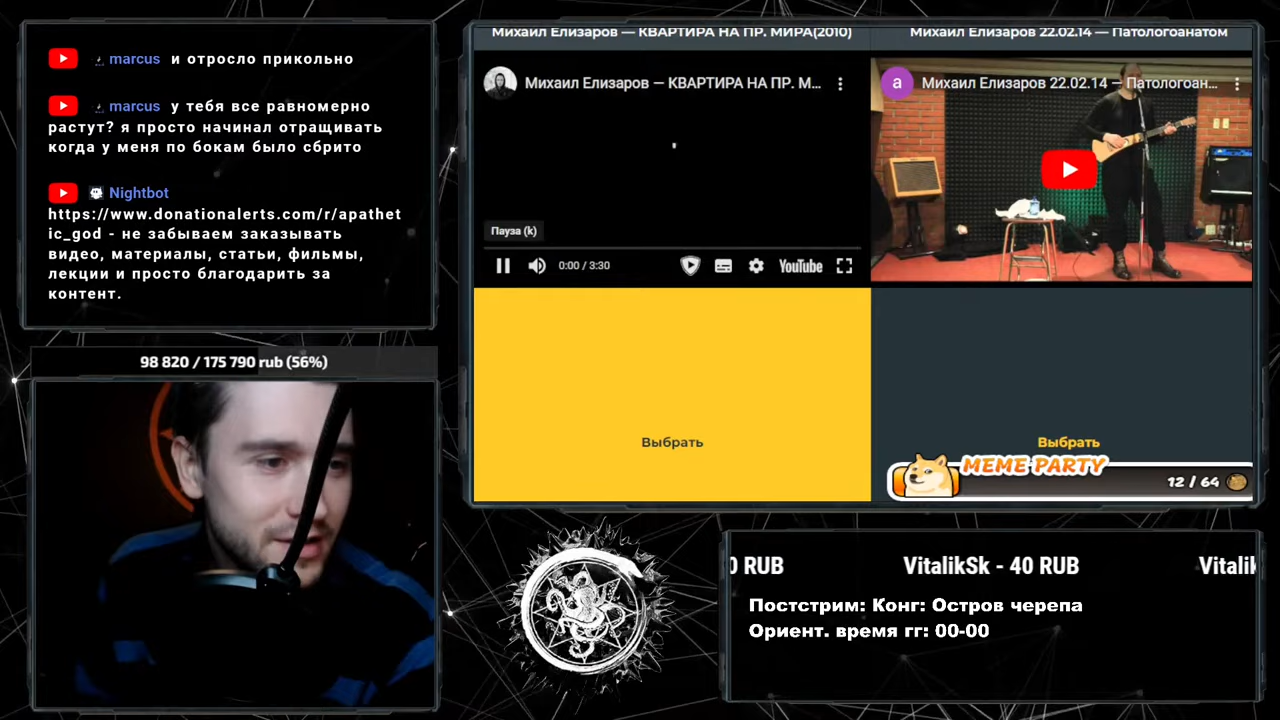 marcus и отросло прикольно
marcus у тебя все равномерно
растут? я просто начинал отращивать
когда у меня по бокам было сбрито
Nightbot
https://www.donationalerts.com/r/apathet
ic_god - не забываем заказывать
видео, материалы, статьи, фильмы,
лекции и просто благодарить за
контент.
98 820 / 175 790 rub (56%)
Михаил Елизаров — КВАРТИРА НА ПР. МИРА(2010)
Михаил Елизаров 22.02.14 — Патологоанатом
Михаил Елизаров — КВАРТИРА НА ПР. М...
a Михаил Елизаров 22.02.14 — Патологоан...
Пауза (k)
0:00 / 3:30
YouTube
Выбрать
Выбрать
MEME PARTY
12 / 64
0 RUB VitalikSk - 40 RUB Vitalik
Постстрим: Конг: Остров черепа
Ориент. время гг: 00-00